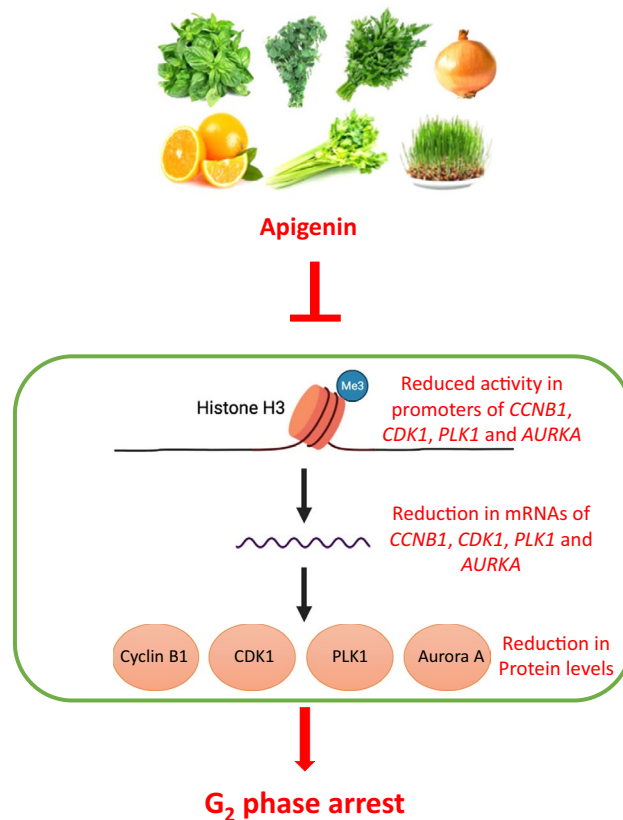 Apigenin
Me3
Histone H3
Reduced activity in
promoters of CCNB1,
CDK1, PLK1 and AURKA
Reduction in mRNAs of
CCNB1, CDK1, PLK1 and
AURKA
Cyclin B1
CDK1
PLK1
Aurora A
Reduction in
Protein levels
G₂ phase arrest